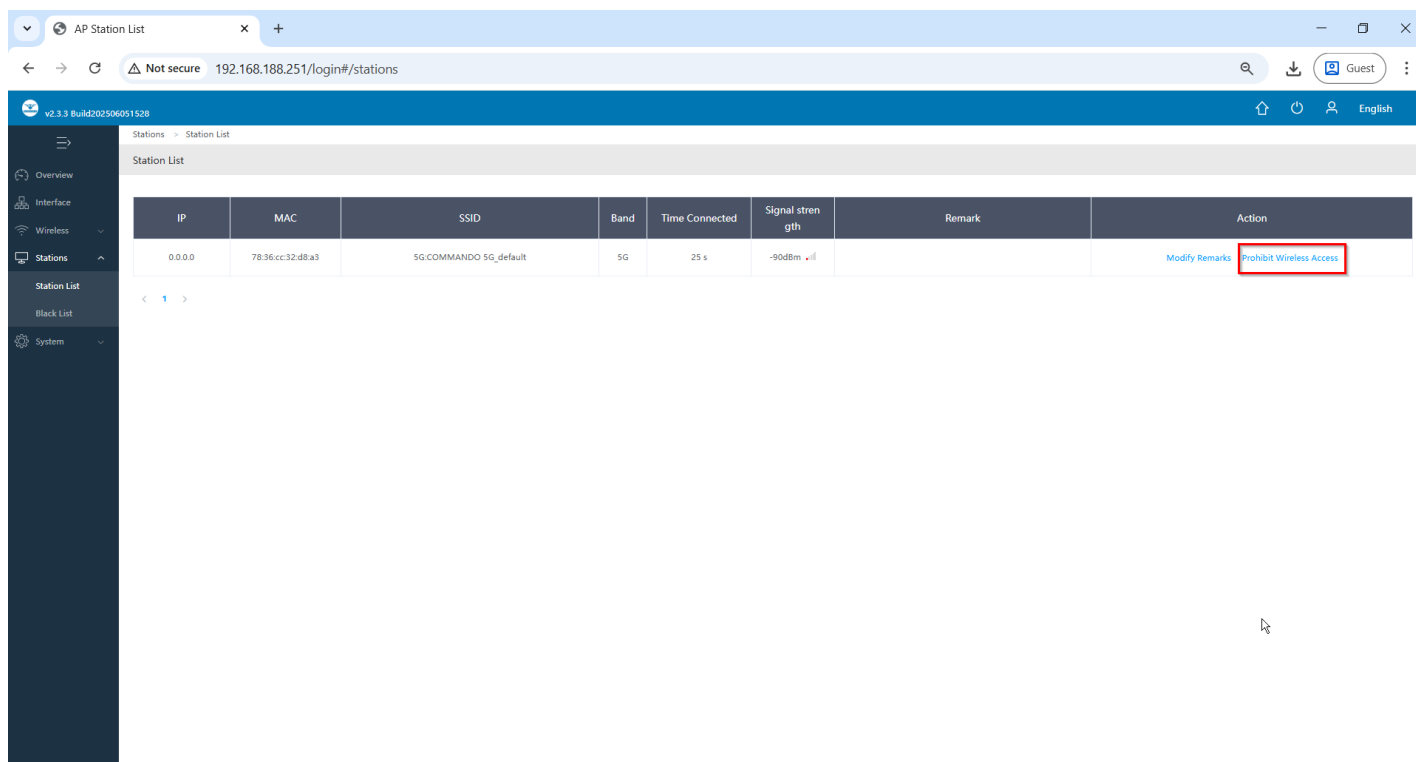 AP Station List
Not secure 192.168.188.251/login#/stations
Guest
v2.3.3 Build202506051528
English
Stations > Station List
Station List
Overview
Interface
Wireless
Stations
Station List
Black List
System
IP MAC SSID Band Time Connected Signal stren
gth Remark Action
0.0.0.0 78:36:cc:32:d8:a3 5G:COMMANDO 5G_default 5G 25 s -90dBm Modify Remarks Prohibit Wireless Access
< 1 >